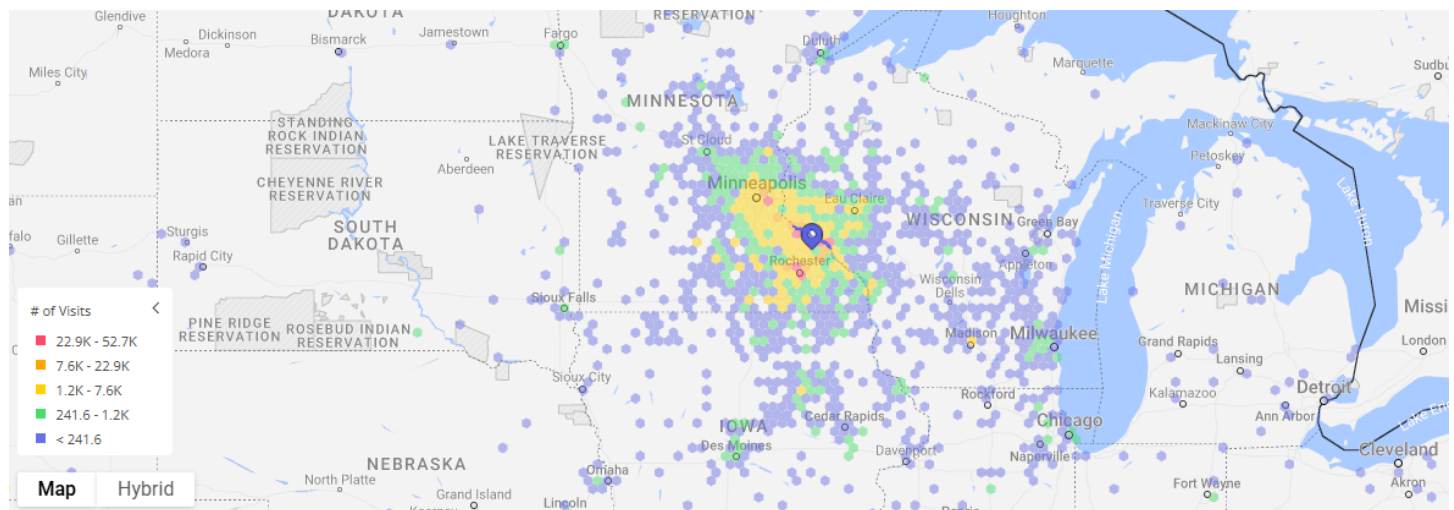 Glendive
DAKOTA
RESERVATION
Houghton
Dickinson
Bismarck
Jamestown
Fargo
Duluth
Medora
Miles City
Marquette
MINNESOTA
STANDING
ROCK INDIAN
RESERVATION
LAKE TRAVERSE
RESERVATION
St Cloud
Mackinaw City
Petoskey
Aberdeen
CHEYENNE RIVER
RESERVATION
Minneapolis
Eau Claire
Traverse City
Lake Huron
WISCONSIN
Green Bay
SOUTH
DAKOTA
Sturgis
Gillette
Rapid City
Lake Michigan
Rochester
Appleton
Wisconsin
Dells
MICHIGAN
Sioux Falls
PINE RIDGE
RESERVATION
ROSEBUD INDIAN
RESERVATION
Madison
Milwaukee
Grand Rapids
London
Lansing
Sioux City
Rockford
Kalamazoo
Detroit
Ann Arbor
Cedar Rapids
Chicago
IOWA
Des Moines
Davenport
Naperville
Cleveland
NEBRASKA
Omaha
North Platte
Fort Wayne
Akron
Grand Island
Lincoln
# of Visits
22.9K - 52.7K
7.6K - 22.9K
1.2K - 7.6K
241.6 - 1.2K
< 241.6
Map
Hybrid